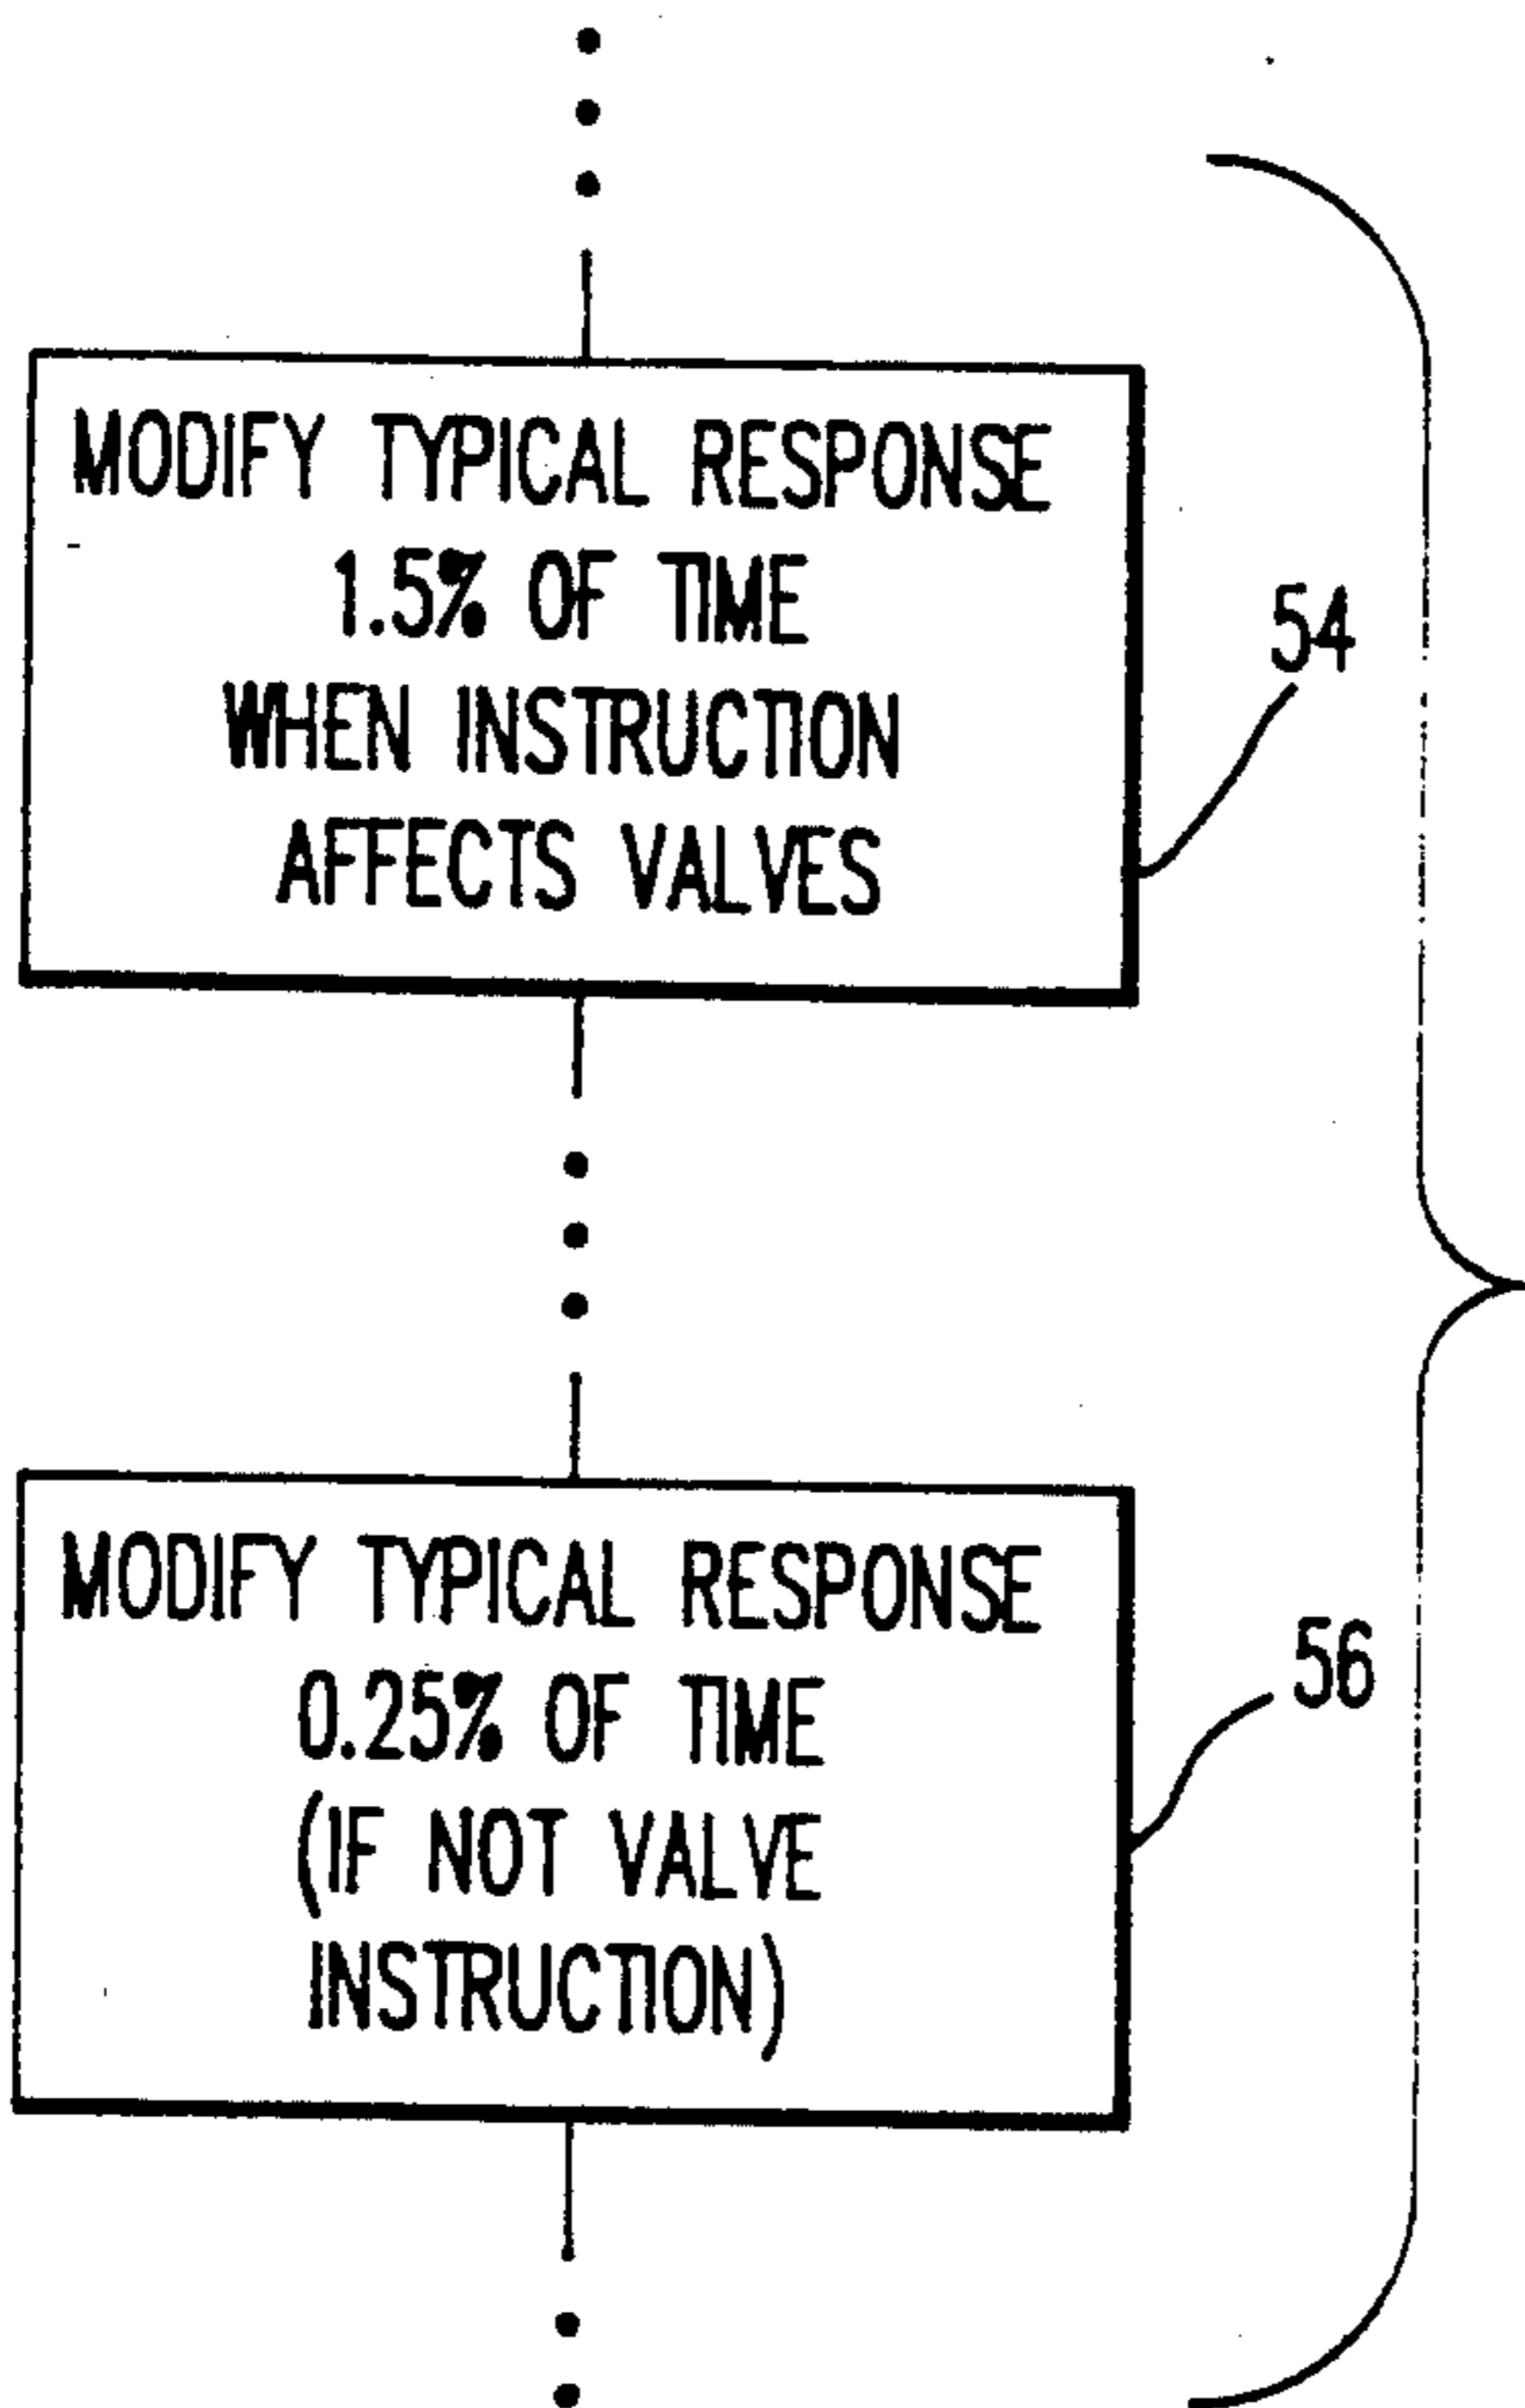 MODIFY TYPICAL RESPONSE
1.5% OF TIME
WHEN INSTRUCTION
AFFECTS VALVES
54
MODIFY TYPICAL RESPONSE
0.25% OF TIME
(IF NOT VALVE
INSTRUCTION)
56